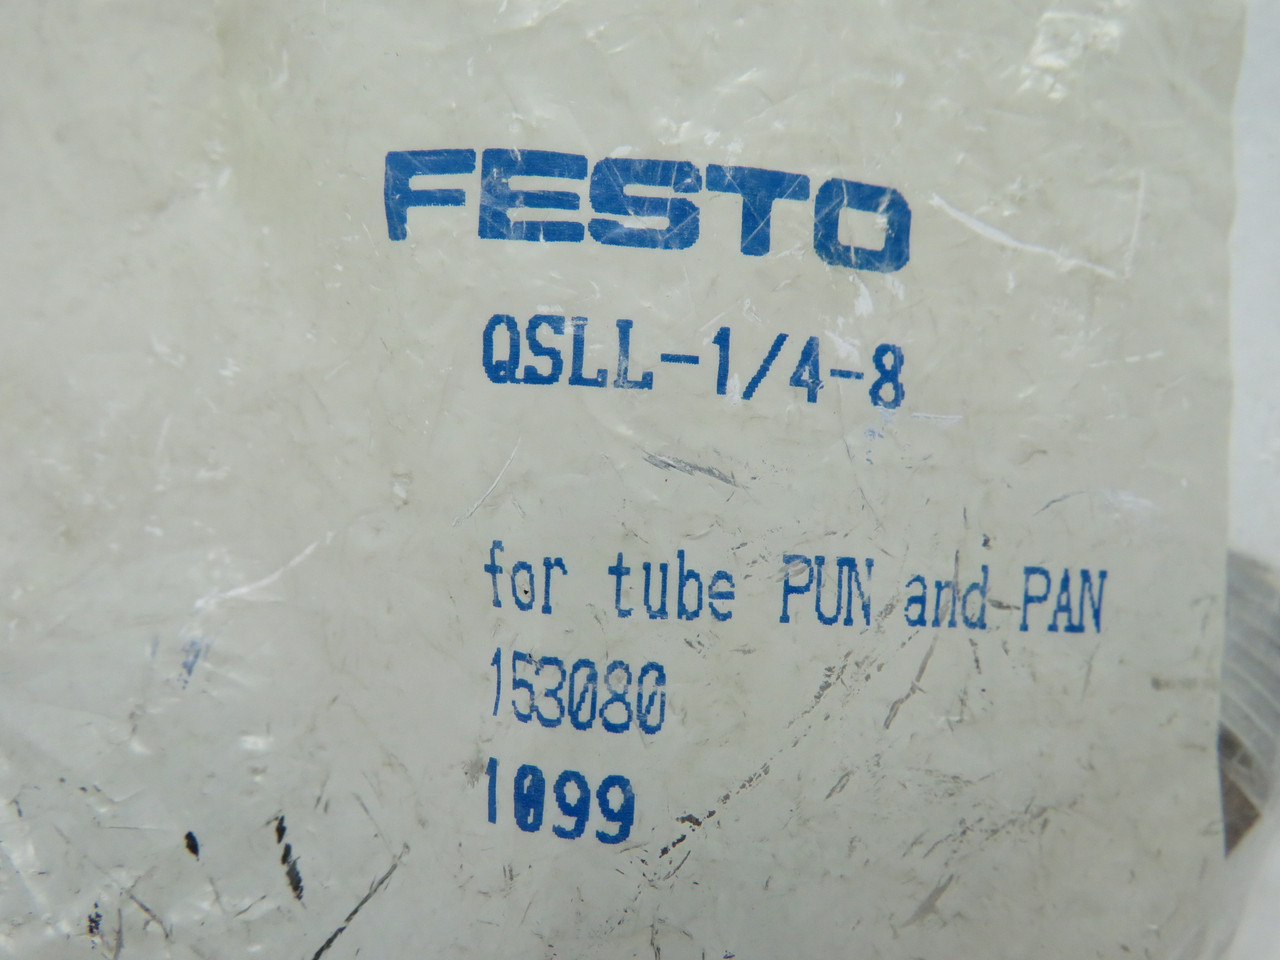 FESTO
QSLL-1/4-8
for tube PUN and PAN
153080
1099